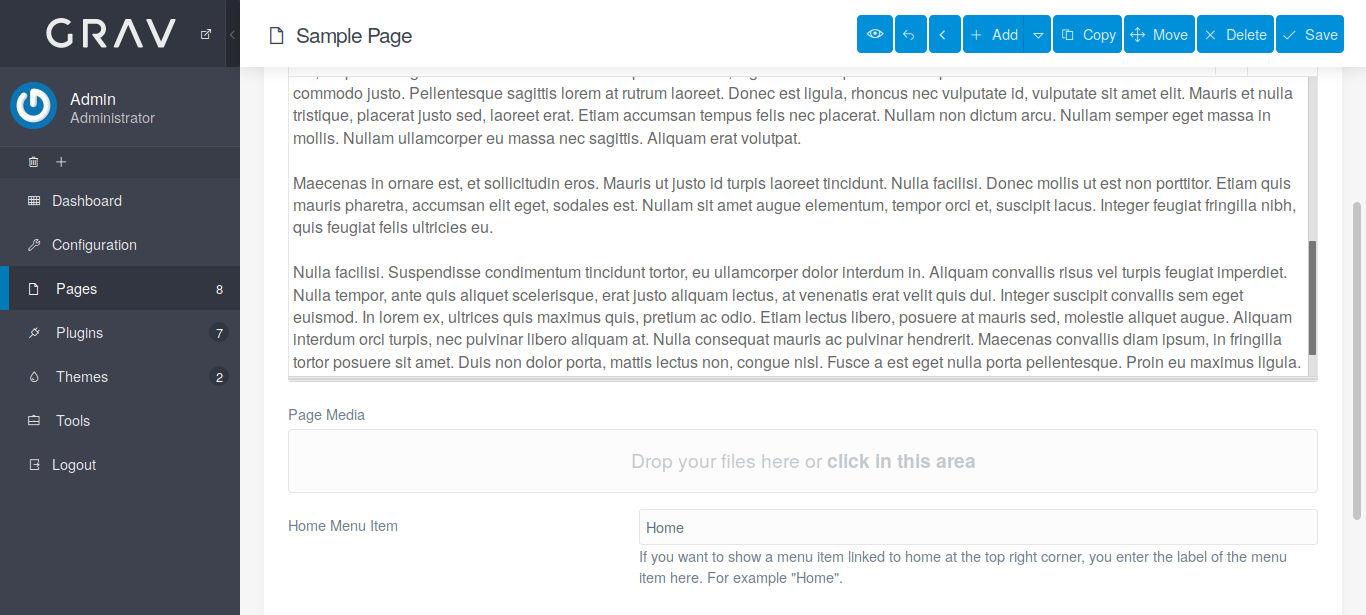 GRAV
Sample Page
Add
Copy
Move
Delete
Save
Admin
Administrator
Dashboard
Configuration
Pages 8
Plugins 7
Themes 2
Tools
Logout
commodo justo. Pellentesque sagittis lorem at rutrum laoreet. Donec est ligula, rhoncus nec vulputate id, vulputate sit amet elit. Mauris et nulla
tristique, placerat justo sed, laoreet erat. Etiam accumsan tempus felis nec placerat. Nullam non dictum arcu. Nullam semper eget massa in
mollis. Nullam ullamcorper eu massa nec sagittis. Aliquam erat volutpat.
Maecenas in ornare est, et sollicitudin eros. Mauris ut justo id turpis laoreet tincidunt. Nulla facilisi. Donec mollis ut est non porttitor. Etiam quis
mauris pharetra, accumsan elit eget, sodales est. Nullam sit amet augue elementum, tempor orci et, suscipit lacus. Integer feugiat fringilla nibh,
quis feugiat felis ultricies eu.
Nulla facilisi. Suspendisse condimentum tincidunt tortor, eu ullamcorper dolor interdum in. Aliquam convallis risus vel turpis feugiat imperdiet.
Nulla tempor, ante quis aliquet scelerisque, erat justo aliquam lectus, at venenatis erat velit quis dui. Integer suscipit convallis sem eget
euismod. In lorem ex, ultrices quis maximus quis, pretium ac odio. Etiam lectus libero, posuere at mauris sed, molestie aliquet augue. Aliquam
interdum orci turpis, nec pulvinar libero aliquam at. Nulla consequat mauris ac pulvinar hendrerit. Maecenas convallis diam ipsum, in fringilla
tortor posuere sit amet. Duis non dolor porta, mattis lectus non, congue nisl. Fusce a est eget nulla porta pellentesque. Proin eu maximus ligula.
Page Media
Drop your files here or click in this area
Home Menu Item
Home
If you want to show a menu item linked to home at the top right corner, you enter the label of the menu
item here. For example "Home".